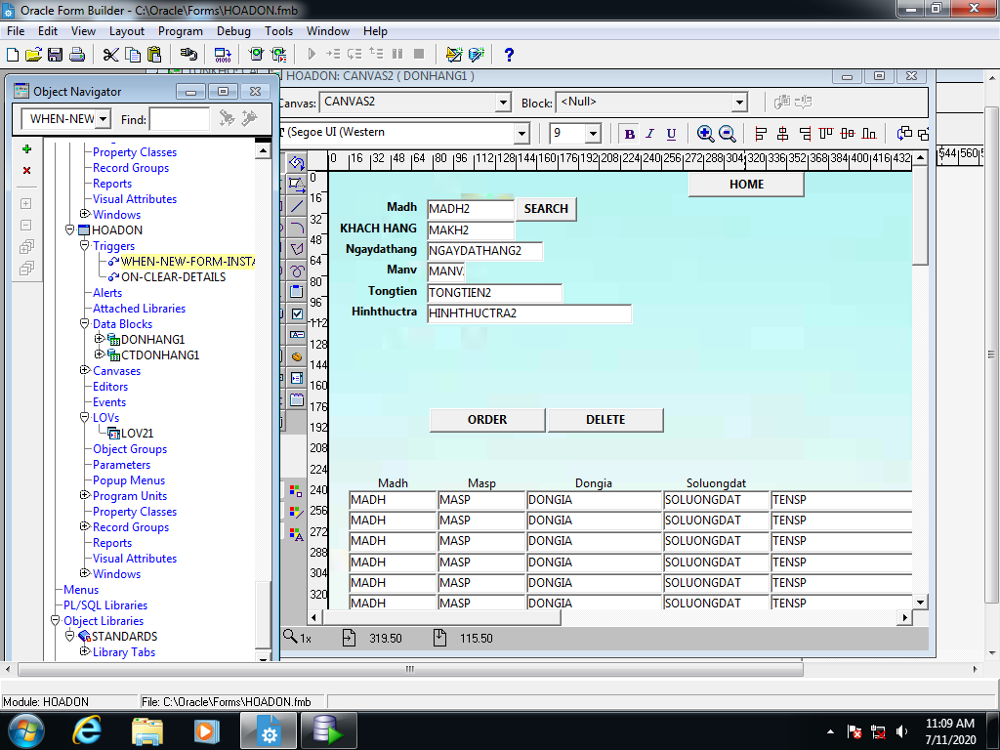 Oracle Form Builder - C:\Oracle\Forms\HOADON.fmb
File Edit View Layout Program Debug Tools Window Help
HOADON: CANVAS2 ( DONHANG1 )
Object Navigator
Canvas: CANVAS2 Block: <Null>
WHEN-NEW Find:
(Segoe UI (Western 9 B I U
0 16 32 48 64 80 96 112 128 144 160 176 192 208 224 240 256 272 288 304 320 336 352 368 384 400 416 432
544 560
Property Classes
Record Groups
Reports
Visual Attributes
Windows
HOADON
Triggers
WHEN-NEW-FORM-INSTA
ON-CLEAR-DETAILS
Alerts
Attached Libraries
Data Blocks
DONHANG1
CTDONHANG1
Canvases
Editors
Events
LOVs
LOV21
Object Groups
Parameters
Popup Menus
Program Units
Property Classes
Record Groups
Reports
Visual Attributes
Windows
Menus
PL/SQL Libraries
Object Libraries
STANDARDS
Library Tabs
0
16
32
48
64
80
96
112
128
144
160
176
192
208
224
240
256
272
288
304
320
HOME
Madh MADH2 SEARCH
KHACH HANG MAKH2
Ngaydathang NGAYDATHANG2
Manv MANV
Tongtien TONGTIEN2
Hinhthuctra HINHTHUCTRA2
ORDER DELETE
Madh Masp Dongia Soluongdat
MADH MASP DONGIA SOLUONGDAT TENSP
MADH MASP DONGIA SOLUONGDAT TENSP
MADH MASP DONGIA SOLUONGDAT TENSP
MADH MASP DONGIA SOLUONGDAT TENSP
MADH MASP DONGIA SOLUONGDAT TENSP
MADH MASP DONGIA SOLUONGDAT TENSP
1x 319.50 115.50
Module: HOADON File: C:\Oracle\Forms\HOADON.fmb
11:09 AM
7/11/2020